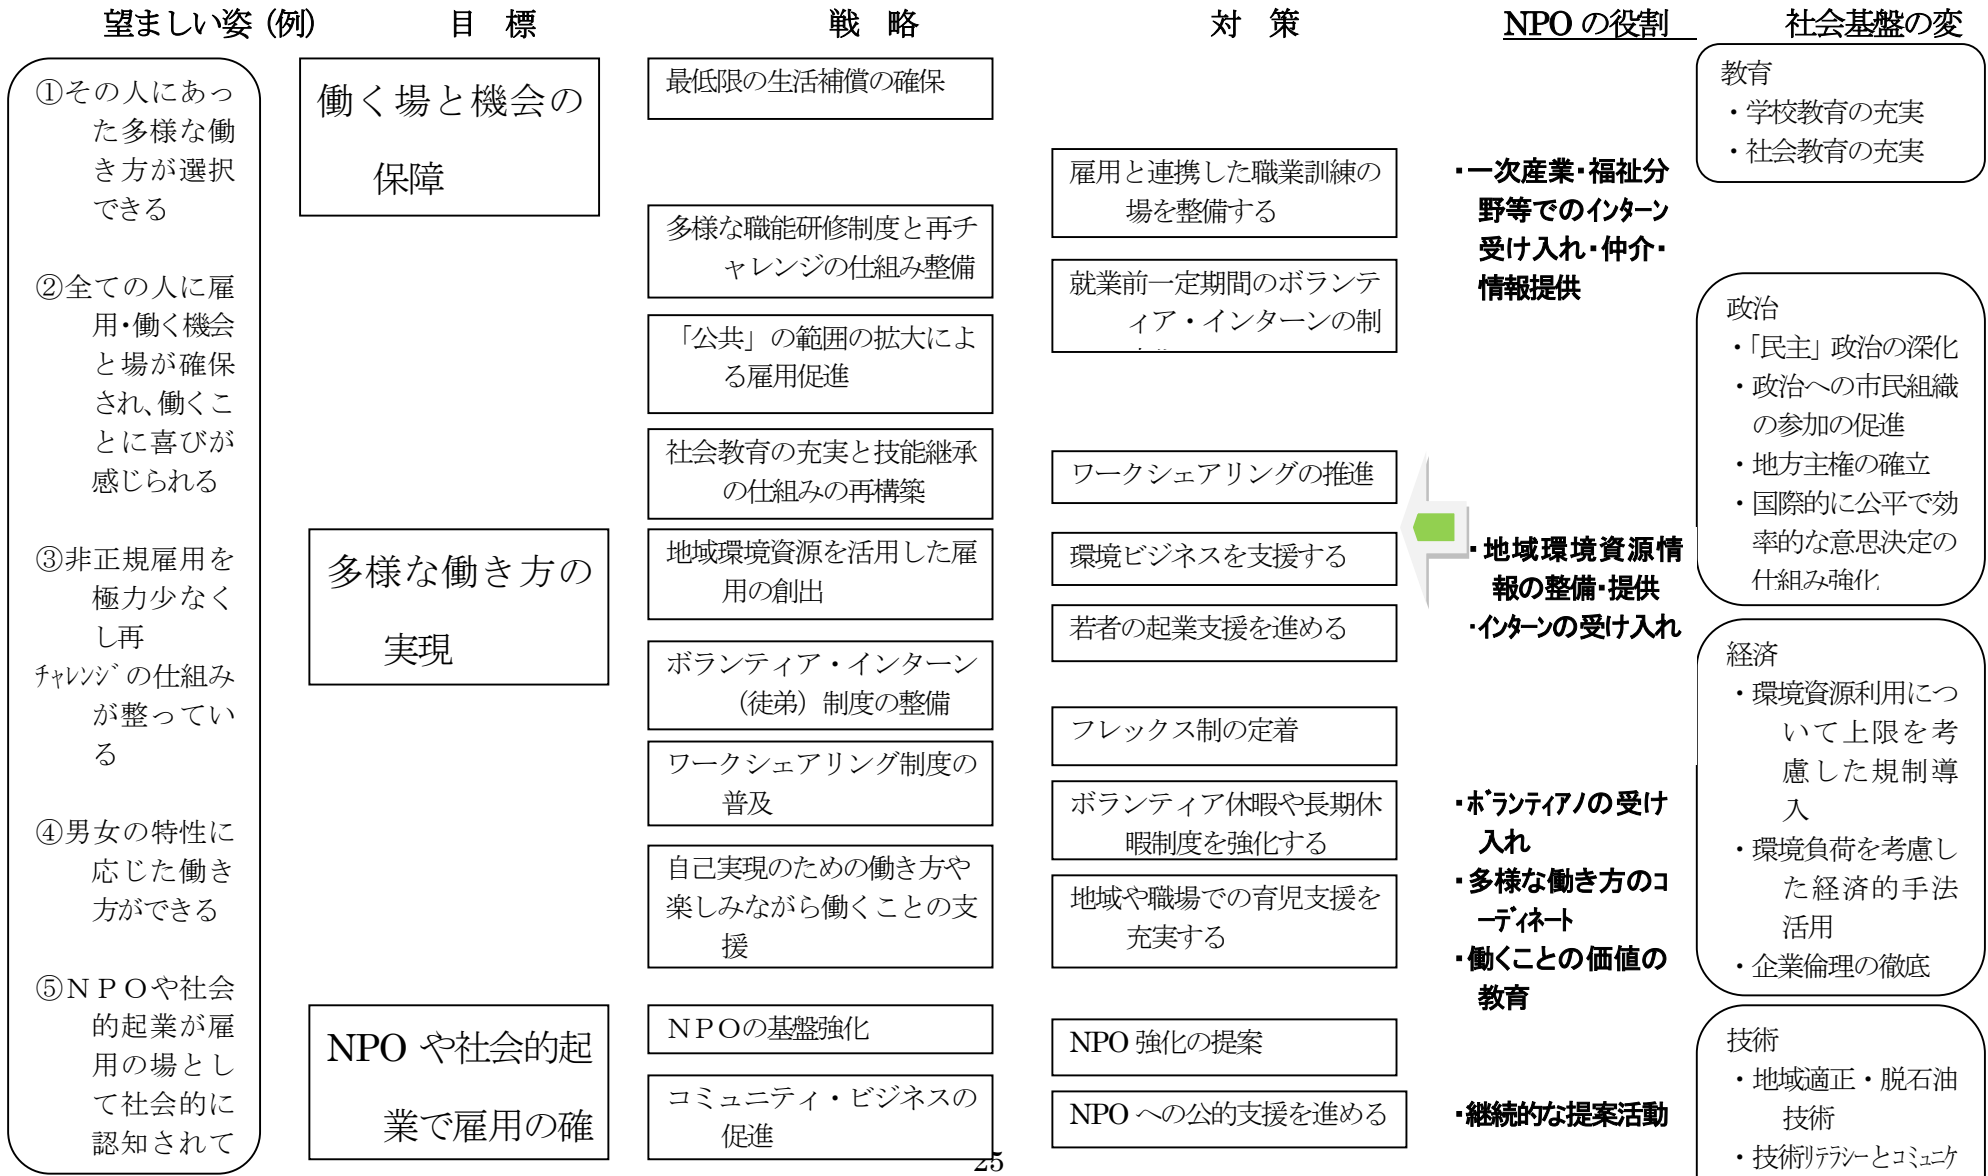 望ましい姿（例）
目　標
戦　略
対　策
NPO の役割
社会基盤の変
①その人にあっ
た多様な働
き方が選択
できる
②全ての人に雇
用・働く機会
と場が確保
され、働くこ
とに喜びが
感じられる
③非正規雇用を
極力少なく
し再
ﾁｬﾚﾝｼﾞの仕組み
が整ってい
る
④男女の特性に
応じた働き
方ができる
⑤ＮＰＯや社会
的起業が雇
用の場とし
て社会的に
認知されて
働く場と機会の
保障
多様な働き方の
実現
NPO や社会的起
業で雇用の確
最低限の生活補償の確保
多様な職能研修制度と再チ
ャレンジの仕組み整備
「公共」の範囲の拡大によ
る雇用促進
社会教育の充実と技能継承
の仕組みの再構築
地域環境資源を活用した雇
用の創出
ボランティア・インターン
（徒弟）制度の整備
ワークシェアリング制度の
普及
自己実現のための働き方や
楽しみながら働くことの支
援
ＮＰＯの基盤強化
コミュニティ・ビジネスの
促進
雇用と連携した職業訓練の
場を整備する
就業前一定期間のボランテ
ィア・インターンの制
ワークシェアリングの推進
環境ビジネスを支援する
若者の起業支援を進める
フレックス制の定着
ボランティア休暇や長期休
暇制度を強化する
地域や職場での育児支援を
充実する
NPO 強化の提案
NPO への公的支援を進める
・一次産業・福祉分
野等でのｲﾝﾀｰﾝ
受け入れ・仲介・
情報提供
・地域環境資源情
報の整備・提供
・ｲﾝﾀｰﾝの受け入れ
・ﾎﾞﾗﾝﾃｨｱﾉの受け
入れ
・多様な働き方のｺ
ｰﾃﾞｨﾈｰﾄ
・働くことの価値の
教育
・継続的な提案活動
教育
・学校教育の充実
・社会教育の充実
政治
・「民主」政治の深化
・政治への市民組織
の参加の促進
・地方主権の確立
・国際的に公平で効
率的な意思決定の
仕組み強化
経済
・環境資源利用につ
いて上限を考
慮した規制導
入
・環境負荷を考慮し
た経済的手法
活用
・企業倫理の徹底
技術
・地域適正・脱石油
技術
・技術ﾘﾃﾗｼｰとｺﾐｭﾆｹ
25